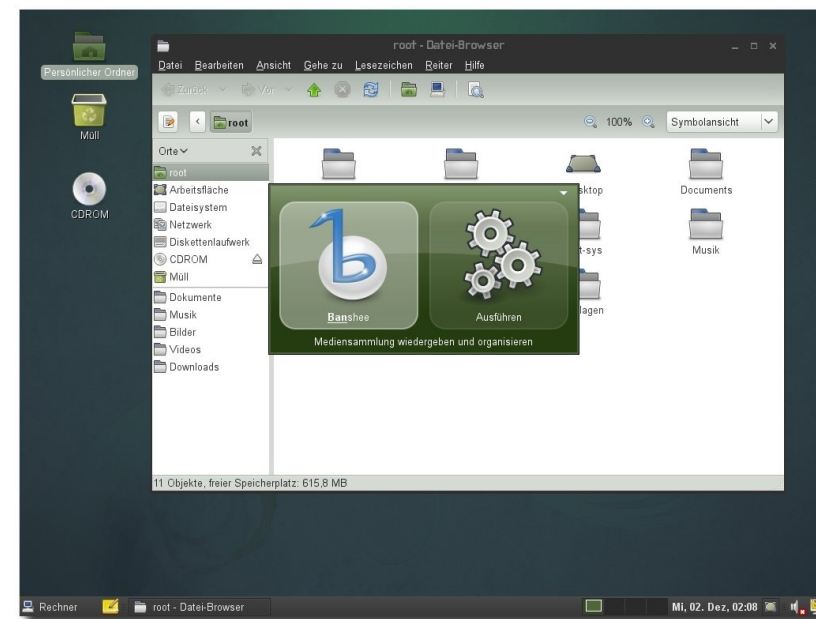 Persönlicher Ordner
Müll
CDROM
root - Datei-Browser
Datei Bearbeiten Ansicht Gehe zu Lesezeichen Reiter Hilfe
Zurück Vor
root
100%
Symbolansicht
Orte
root
Arbeitsfläche
Dateisystem
Netzwerk
Diskettenlaufwerk
CDROM
Müll
Dokumente
Musik
Bilder
Videos
Downloads
sktop
Documents
t-sys
Musik
lagen
Banshee
Ausführen
Mediensammlung wiedergeben und organisieren
11 Objekte, freier Speicherplatz: 615,8 MB
Rechner
root - Datei-Browser
Mi, 02. Dez, 02:08